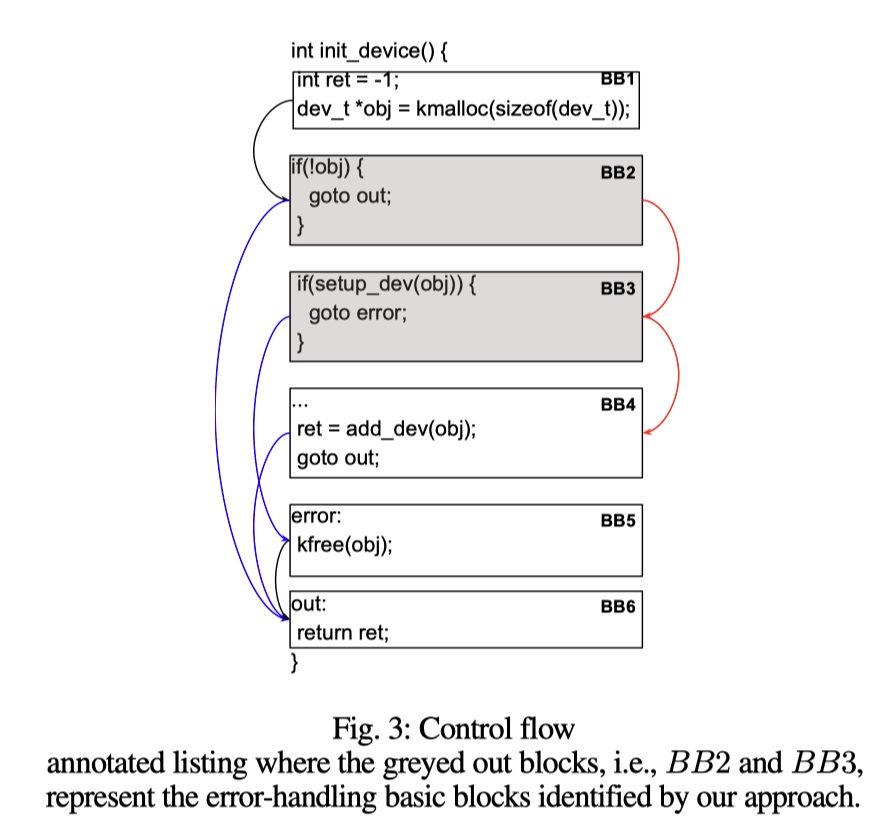 int init_device() {
int ret = -1; BB1
dev_t *obj = kmalloc(sizeof(dev_t));
if(!obj) { BB2
goto out;
}
if(setup_dev(obj)) { BB3
goto error;
}
... BB4
ret = add_dev(obj);
goto out;
error: BB5
kfree(obj);
out: BB6
return ret;
}
Fig. 3: Control flow
annotated listing where the greyed out blocks, i.e., BB2 and BB3,
represent the error-handling basic blocks identified by our approach.